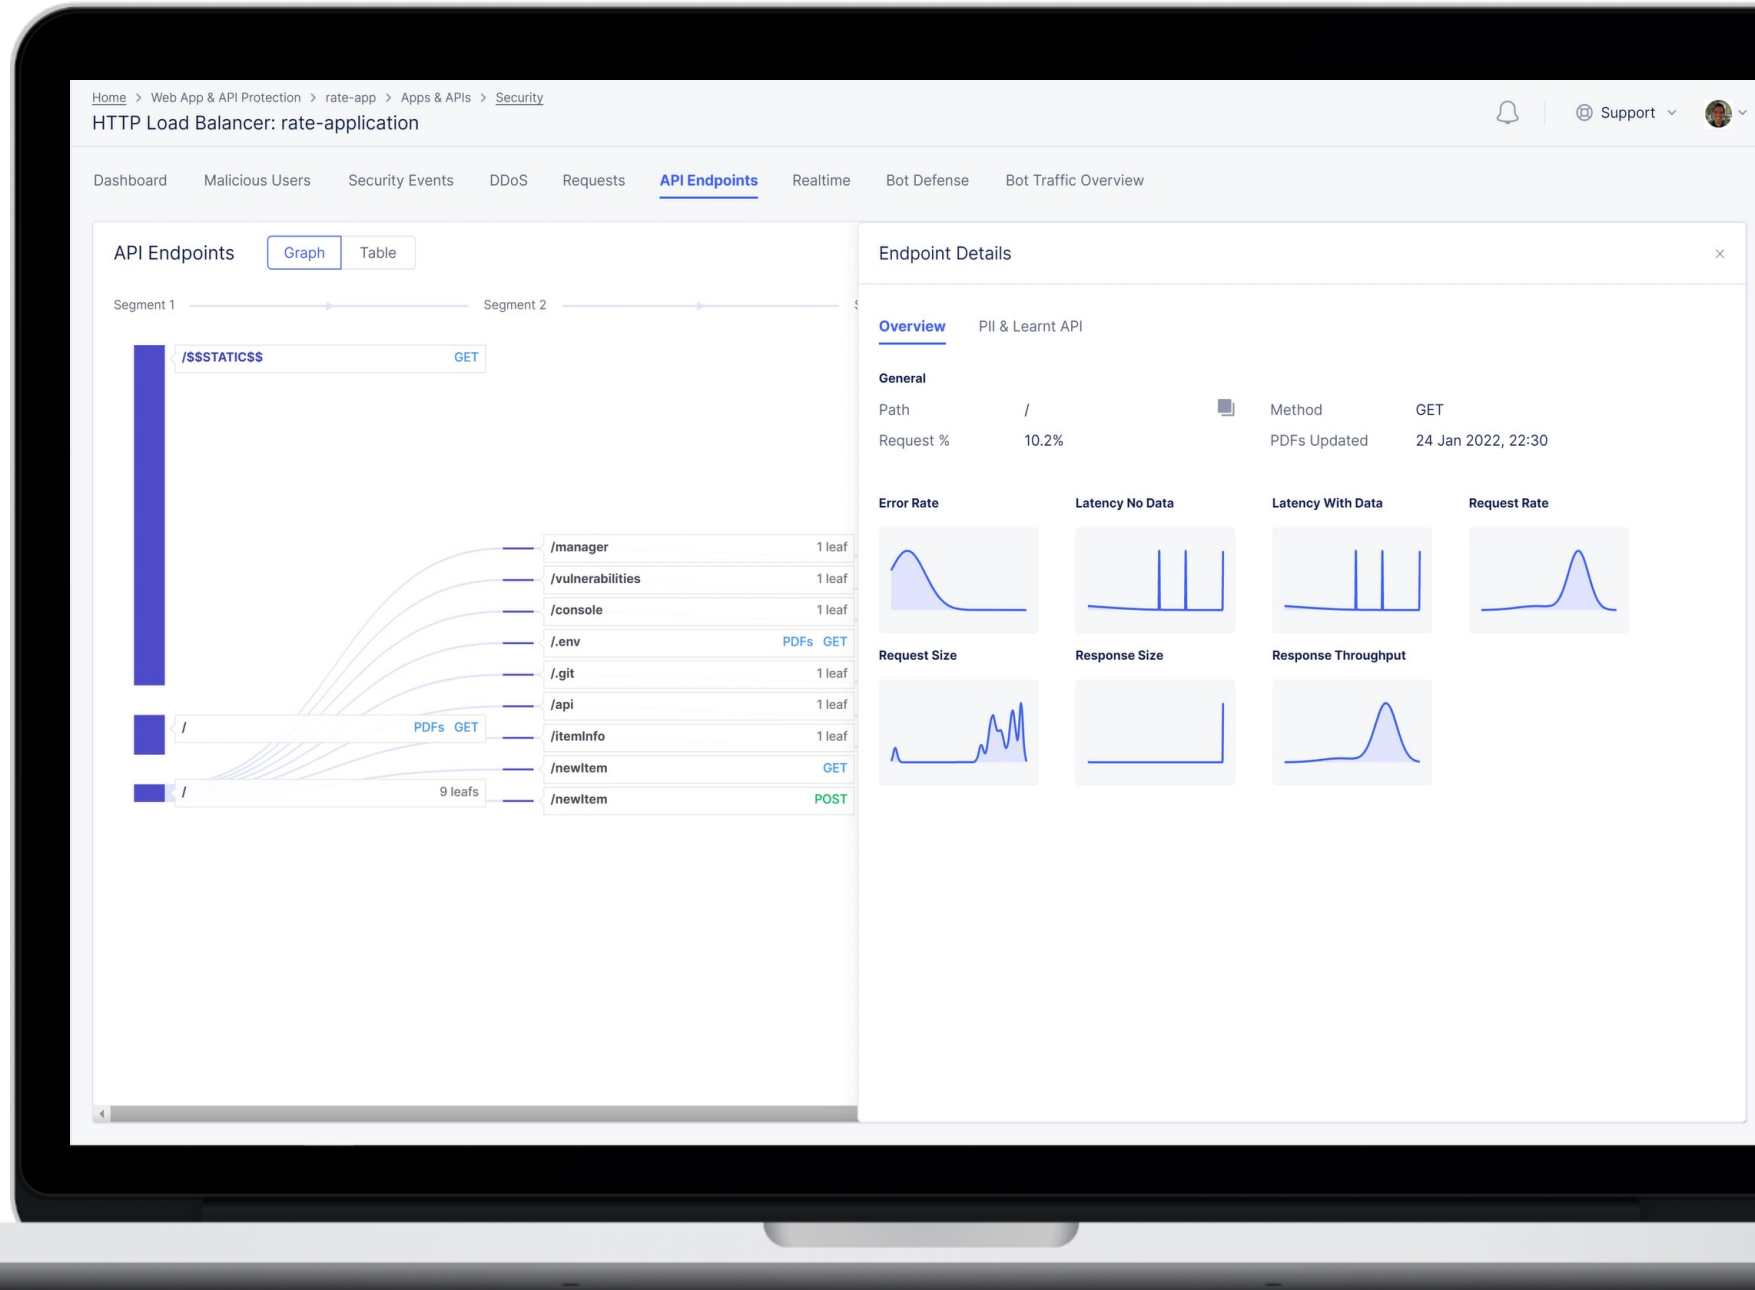 Home > Web App & API Protection > rate-app > Apps & APIs > Security
HTTP Load Balancer: rate-application
Support
Dashboard Malicious Users Security Events DDoS Requests API Endpoints Realtime Bot Defense Bot Traffic Overview
API Endpoints Graph Table
Segment 1 Segment 2
/$$STATIC$$ GET
/manager 1 leaf
/vulnerabilities 1 leaf
/console 1 leaf
/.env PDFs GET
/.git 1 leaf
/api 1 leaf
/ PDFs GET
/itemInfo 1 leaf
/newItem GET
/ 9 leafs
/newItem POST
Endpoint Details ×
Overview PII & Learnt API
General
Path / Method GET
Request % 10.2% PDFs Updated 24 Jan 2022, 22:30
Error Rate Latency No Data Latency With Data Request Rate
Request Size Response Size Response Throughput